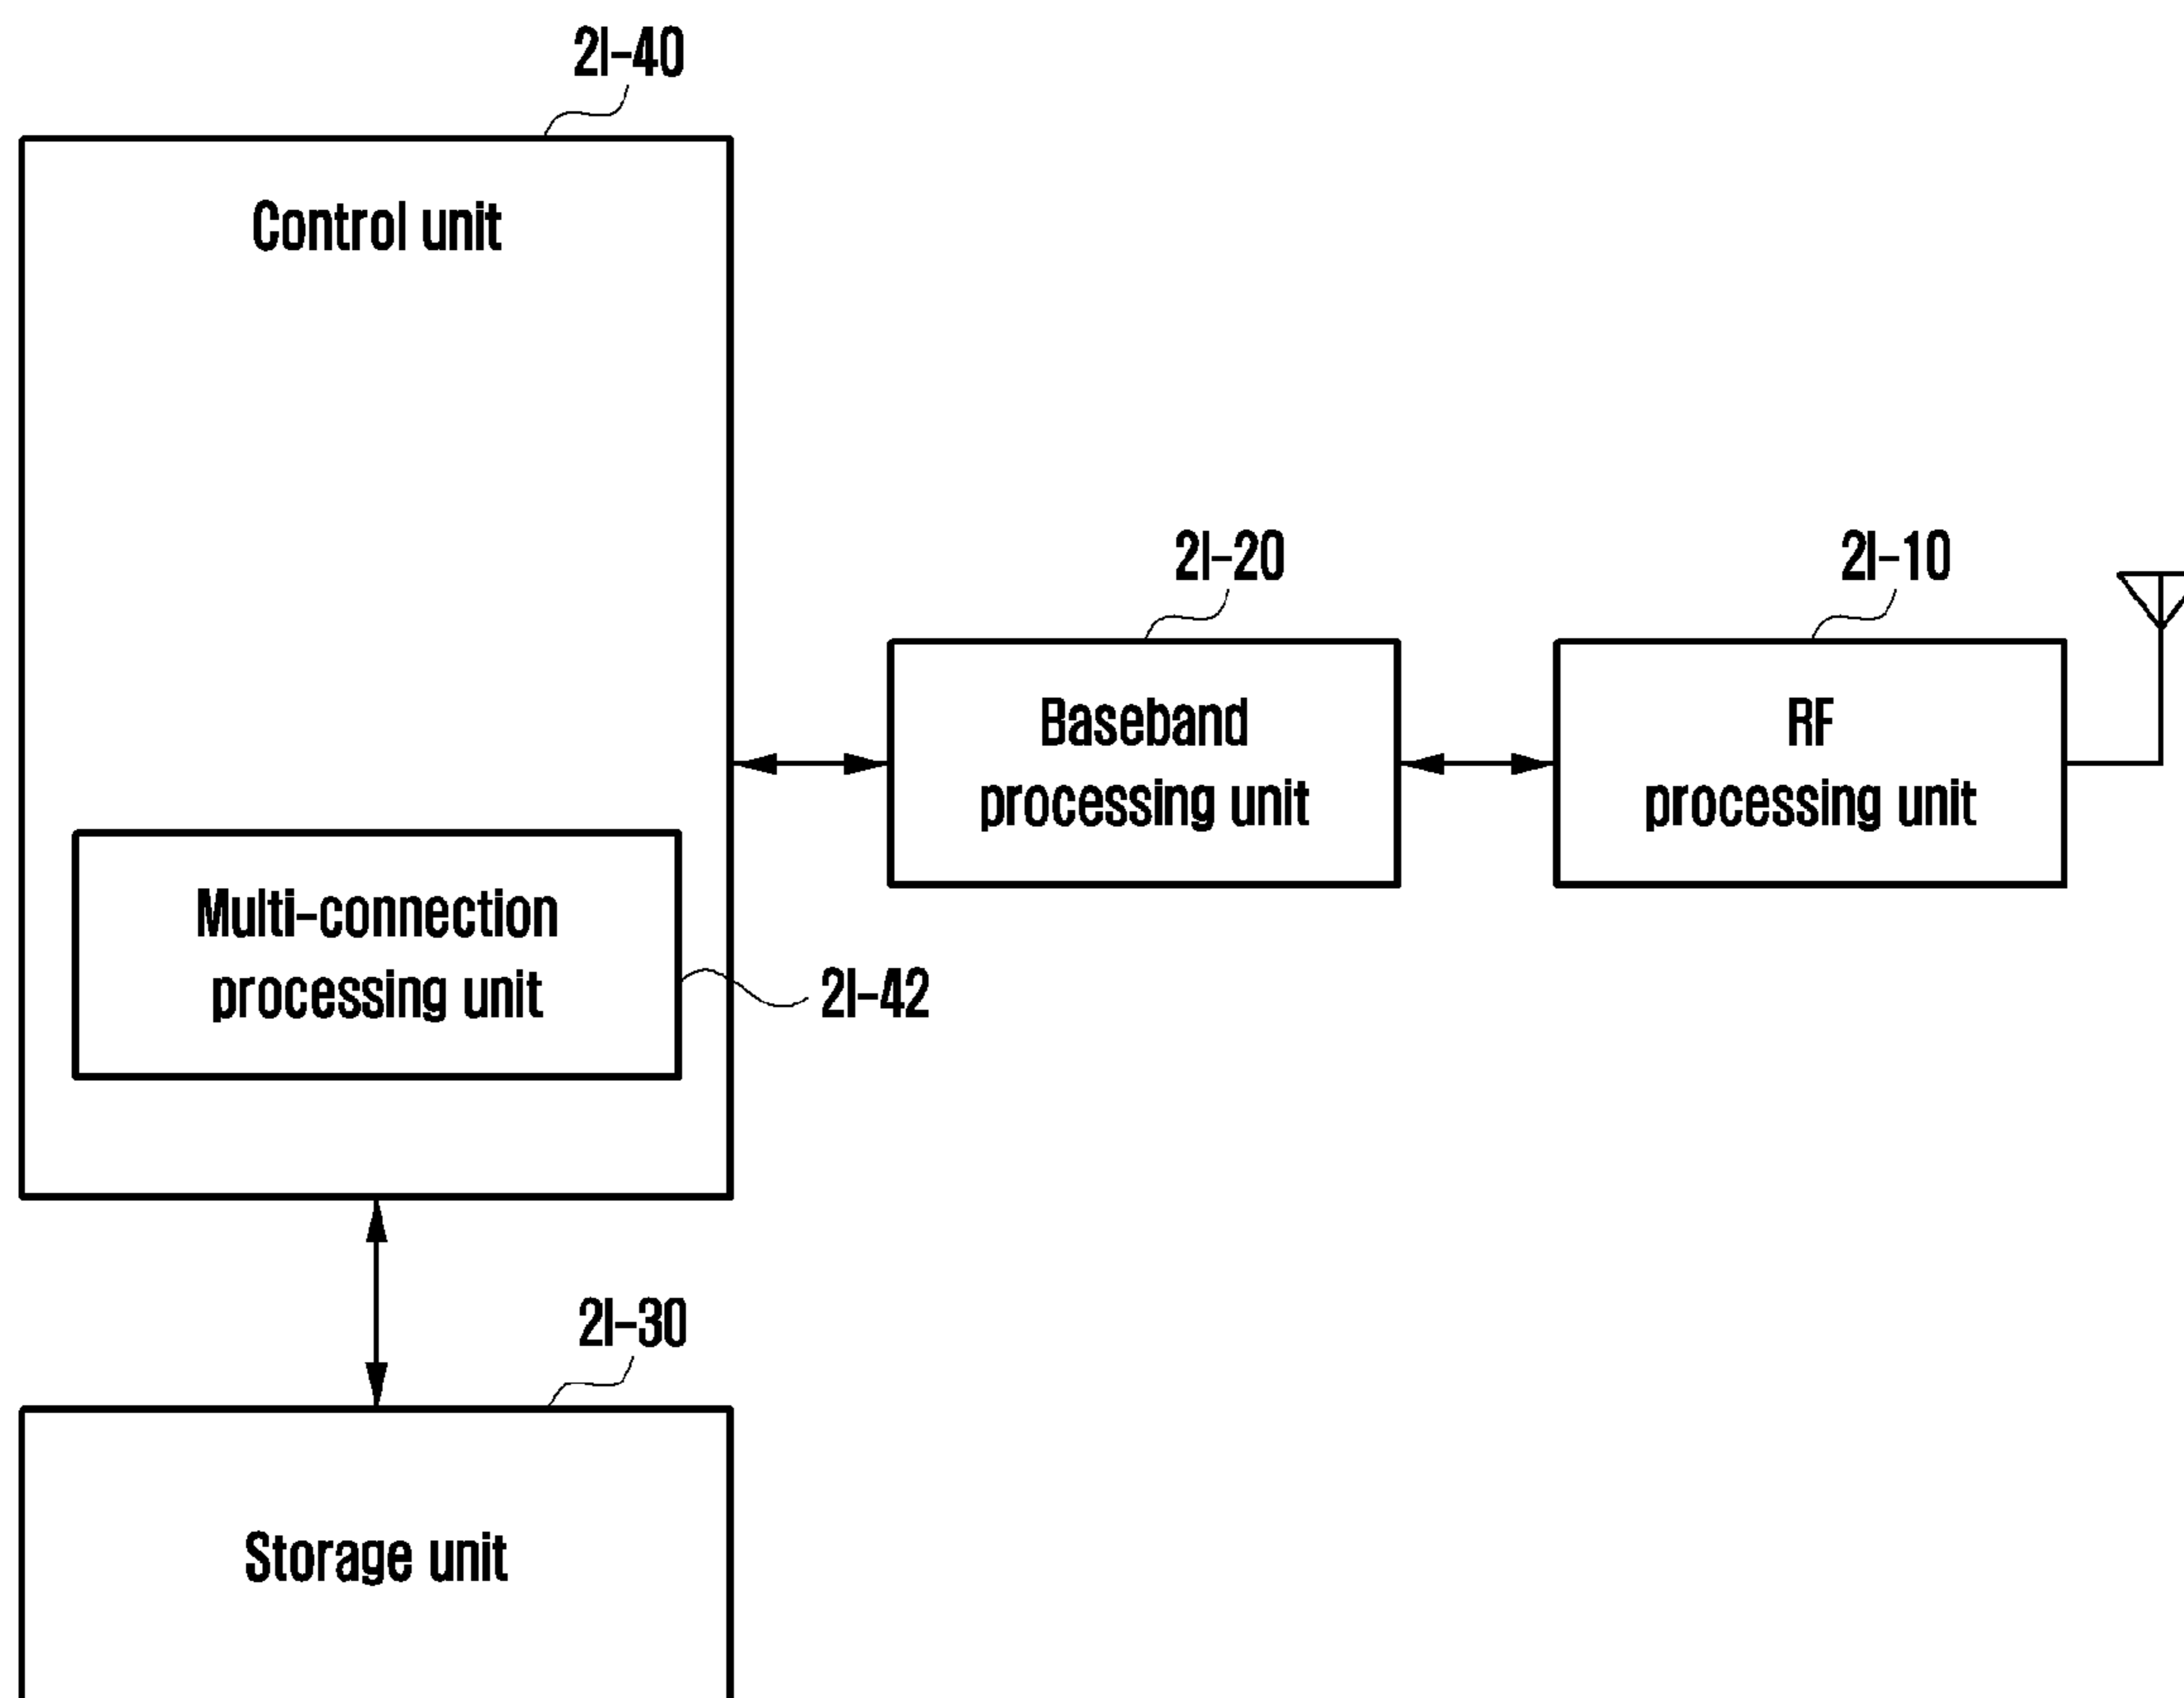 2l-40
Control unit
2l-20
2l-10
Baseband
processing unit
RF
processing unit
Multi-connection
processing unit
2l-42
2l-30
Storage unit